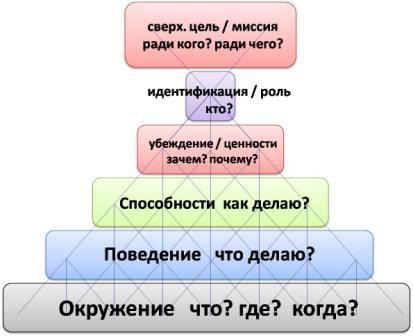 сверх. цель / миссия
ради кого? ради чего?
идентификация / роль
кто?
убеждение / ценности
зачем? почему?
Способности как делаю?
Поведение что делаю?
Окружение что? где? когда?